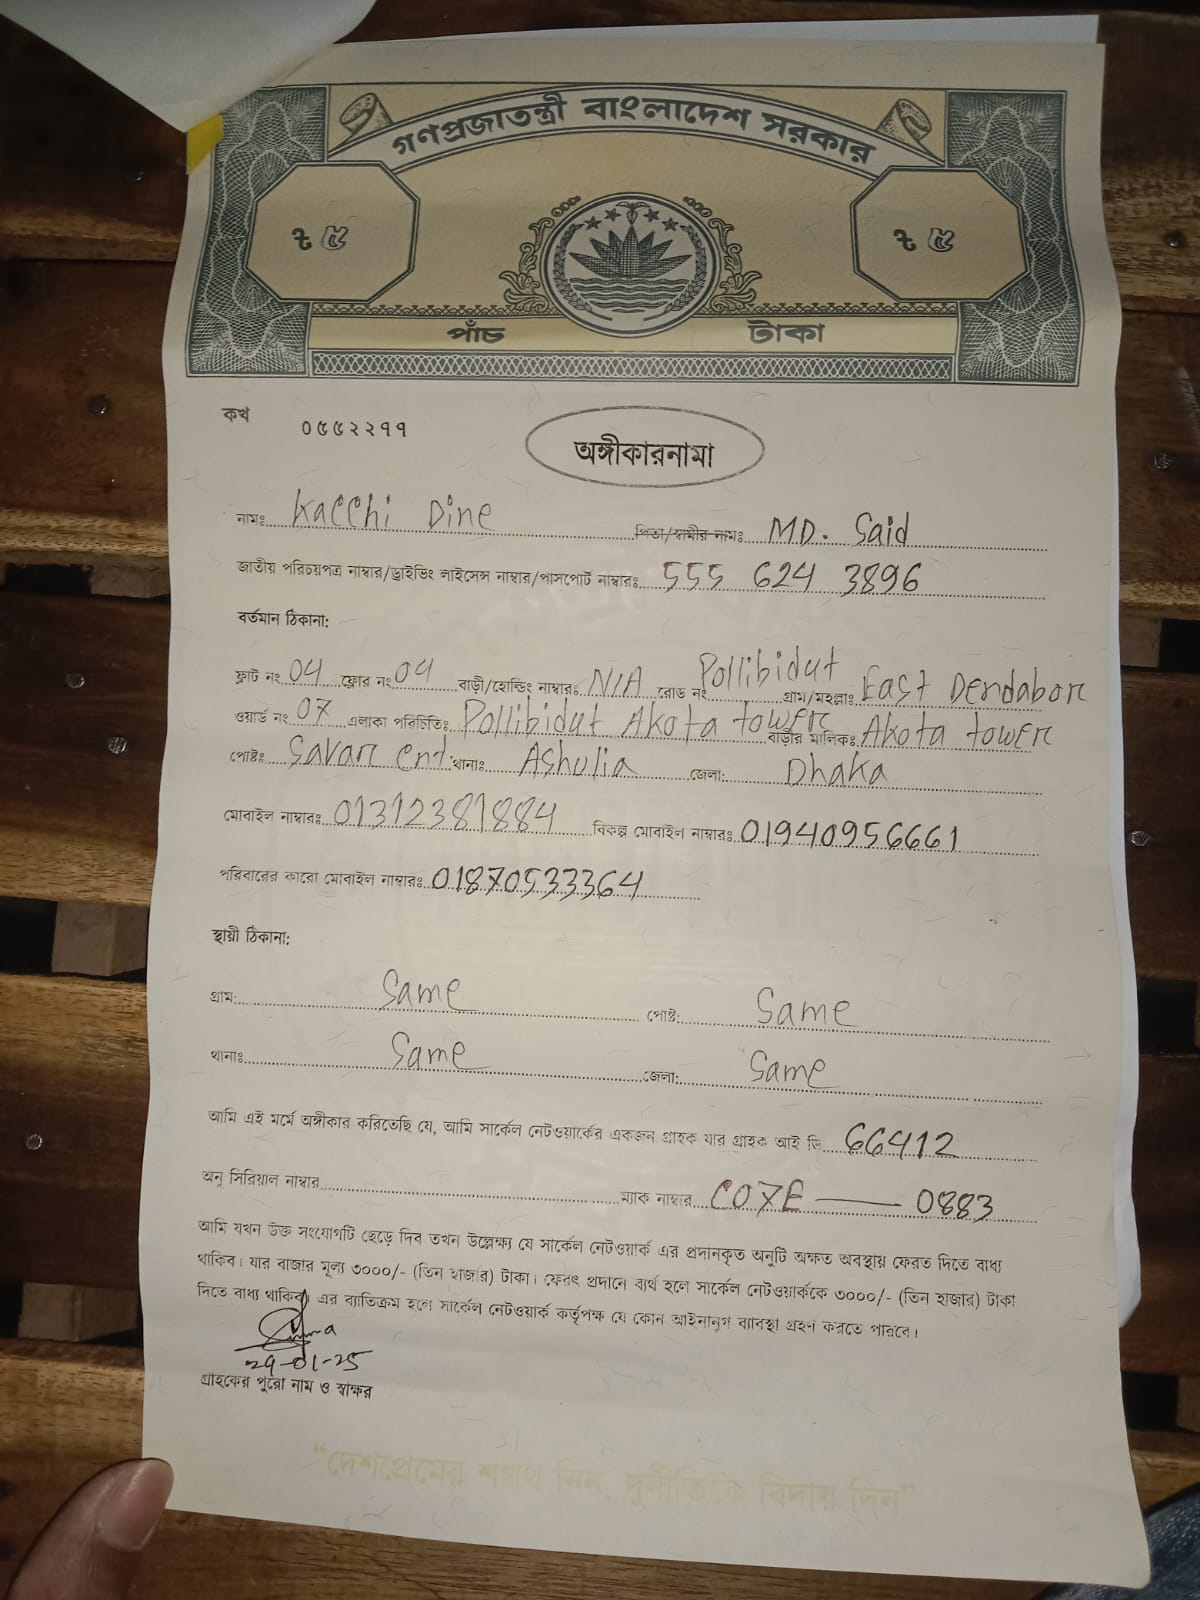 গণপ্রজাতন্ত্রী বাংলাদেশ সরকার
৳ ৫ ৳ ৫
পাঁচ টাকা
কখ ০৫৫২২৭৭
অঙ্গীকারনামা
নামঃ Kacchi Dine পিতা/স্বামীর নামঃ MD. Said
জাতীয় পরিচয়পত্র নাম্বার/ড্রাইভিং লাইসেন্স নাম্বার/পাসপোর্ট নাম্বারঃ 555 624 3896
বর্তমান ঠিকানা:
ফ্লাট নং 04 ফ্লোর নং 04 বাড়ী/হোল্ডিং নাম্বারঃ N/A রোড নং Pollibidut গ্রাম/মহল্লাঃ East Dendabor
ওয়ার্ড নং 07 এলাকা পরিচিতিঃ Pollibidut Akota tower বাড়ীর মালিকঃ Akota tower
পোষ্টঃ Savar Cnt থানাঃ Ashulia জেলা: Dhaka
মোবাইল নাম্বারঃ 01312381884 বিকল্প মোবাইল নাম্বারঃ 01940956661
পরিবারের কারো মোবাইল নাম্বারঃ 01870533364
স্থায়ী ঠিকানা:
গ্রাম: Same পোষ্ট: Same
থানাঃ Same জেলা: Same
আমি এই মর্মে অঙ্গীকার করিতেছি যে, আমি সার্কেল নেটওয়ার্কের একজন গ্রাহক যার গ্রাহক আই ডি 66412
অনু সিরিয়াল নাম্বার ম্যাক নাম্বার C07E — 0883
আমি যখন উক্ত সংযোগটি ছেড়ে দিব তখন উল্লেক্ষ্য যে সার্কেল নেটওয়ার্ক এর প্রদানকৃত অনুটি অক্ষত অবস্থায় ফেরত দিতে বাধ্য
থাকিব। যার বাজার মূল্য ৩০০০/- (তিন হাজার) টাকা। ফেরৎ প্রদানে ব্যর্থ হলে সার্কেল নেটওয়ার্ককে ৩০০০/- (তিন হাজার) টাকা
দিতে বাধ্য থাকিব। এর ব্যাতিক্রম হলে সার্কেল নেটওয়ার্ক কর্তৃপক্ষ যে কোন আইনানুগ ব্যাবস্থা গ্রহণ করতে পারবে।
29-01-25
গ্রাহকের পুরো নাম ও স্বাক্ষর
“দেশপ্রেমের শপথ নিন, দুর্নীতিকে বিদায় দিন”